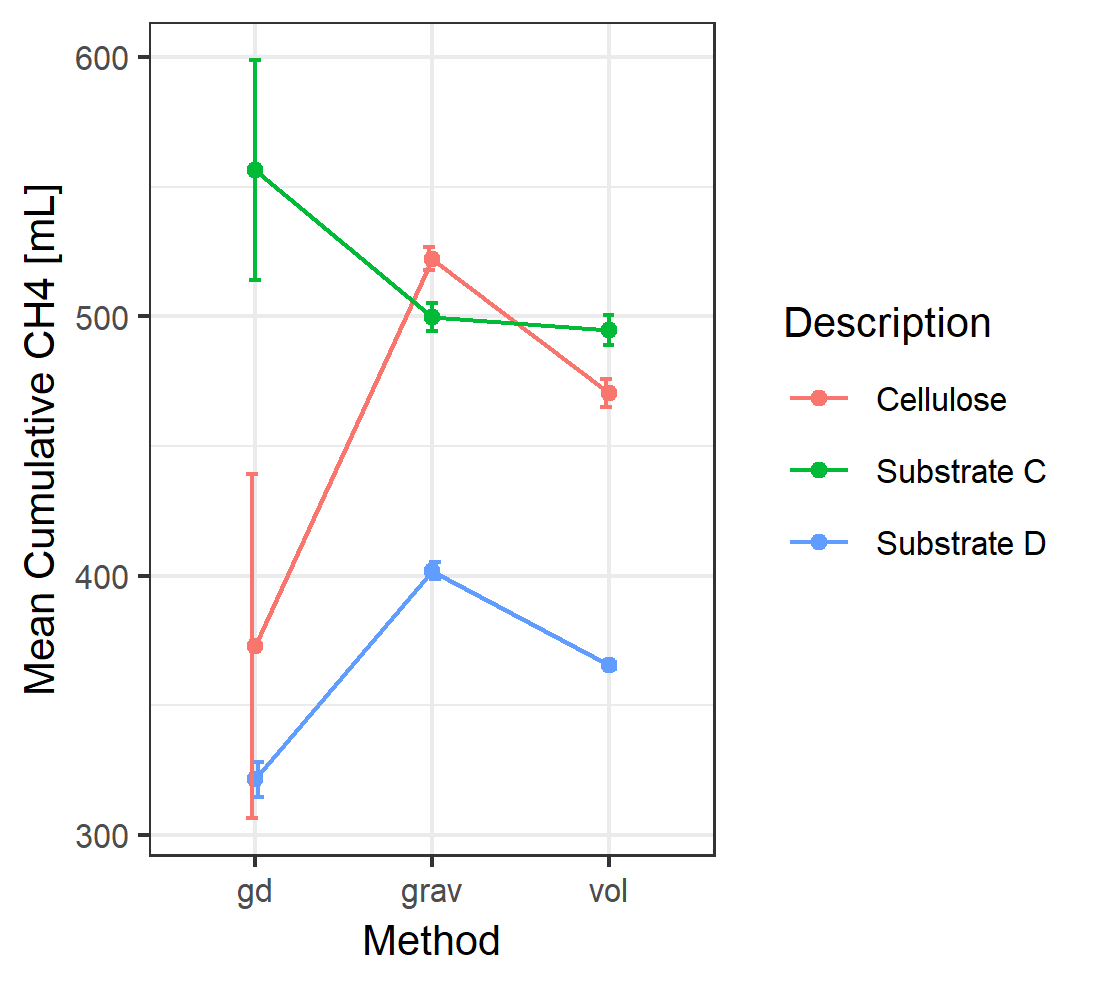 Mean Cumulative CH4 [mL]
600
500
400
300
gd grav vol
Method
Description
Cellulose
Substrate C
Substrate D